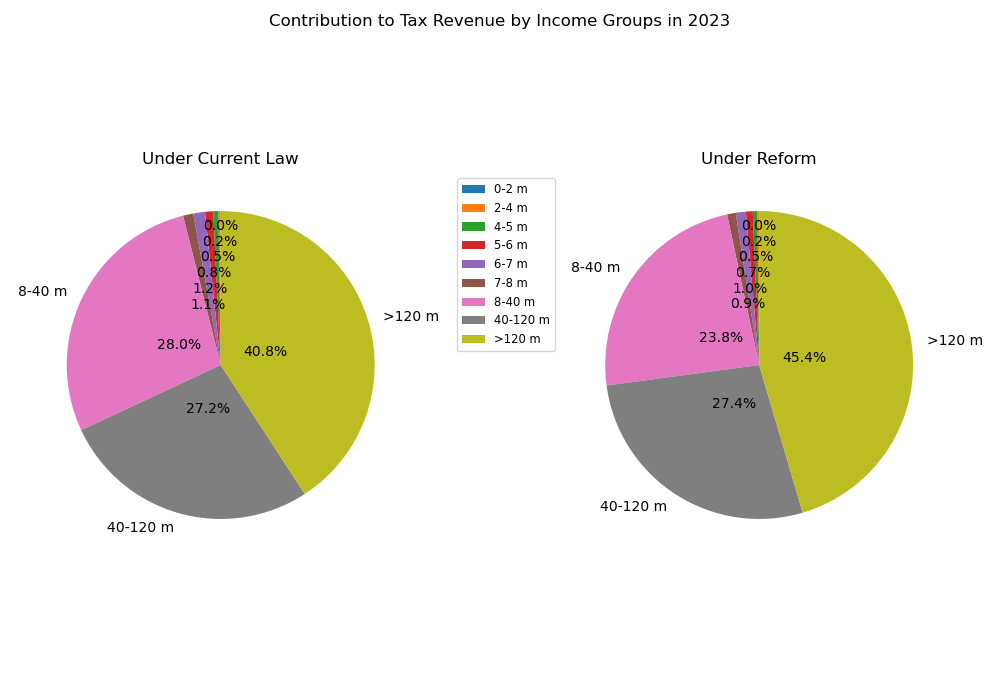 Contribution to Tax Revenue by Income Groups in 2023
Under Current Law
0.0%
0.2%
0.5%
0.8%
1.2%
1.1%
8-40 m
28.0%
40.8%
>120 m
27.2%
40-120 m
0-2 m
2-4 m
4-5 m
5-6 m
6-7 m
7-8 m
8-40 m
40-120 m
>120 m
Under Reform
0.0%
0.2%
0.5%
0.7%
1.0%
0.9%
8-40 m
23.8%
45.4%
>120 m
27.4%
40-120 m